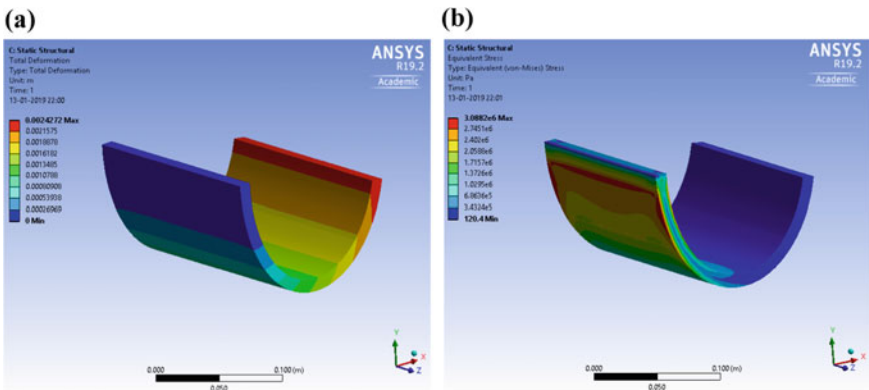 (a)
C: Static Structural
Total Deformation
Type: Total Deformation
Unit: m
Time: 1
13-01-2019 22:00
0.0024272 Max
0.0021575
0.0018878
0.0016182
0.0013485
0.0010788
0.00080908
0.00053938
0.00026969
0 Min
ANSYS
R19.2
Academic
0.000
0.100 (m)
0.050
Y
X
Z
(b)
C: Static Structural
Equivalent Stress
Type: Equivalent (von-Mises) Stress
Unit: Pa
Time: 1
13-01-2019 22:01
3.0882e6 Max
2.7451e6
2.402e6
2.0588e6
1.7157e6
1.3726e6
1.0295e6
6.8636e5
3.4324e5
120.4 Min
ANSYS
R19.2
Academic
0.000
0.100 (m)
0.050
Y
X
Z